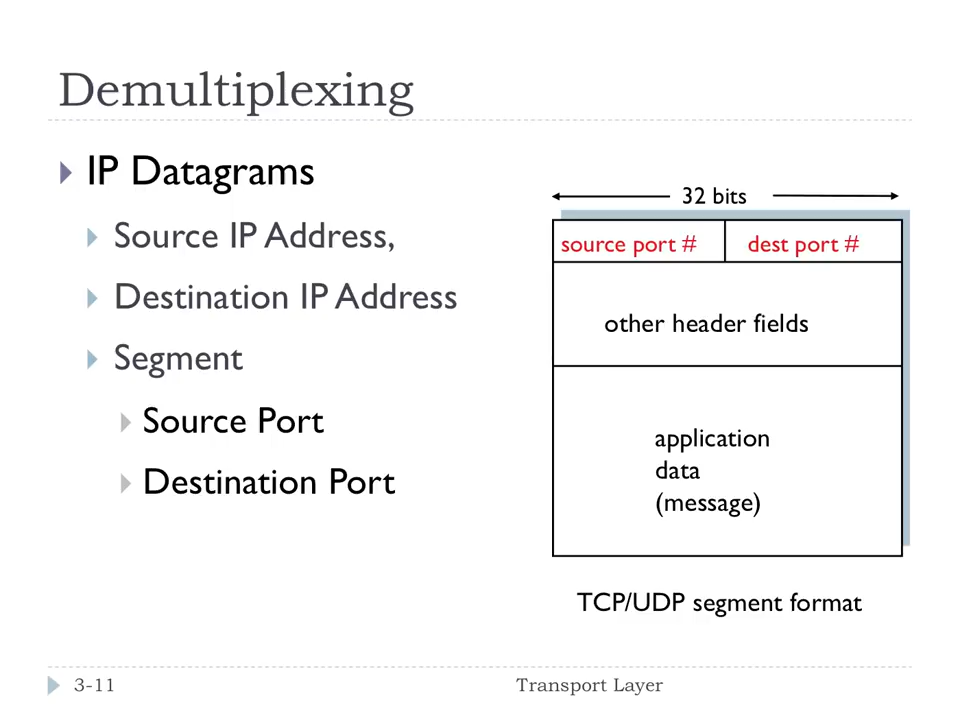 Demultiplexing
IP Datagrams
Source IP Address,
Destination IP Address
Segment
Source Port
Destination Port
32 bits
source port #
dest port #
other header fields
application
data
(message)
TCP/UDP segment format
3-11
Transport Layer